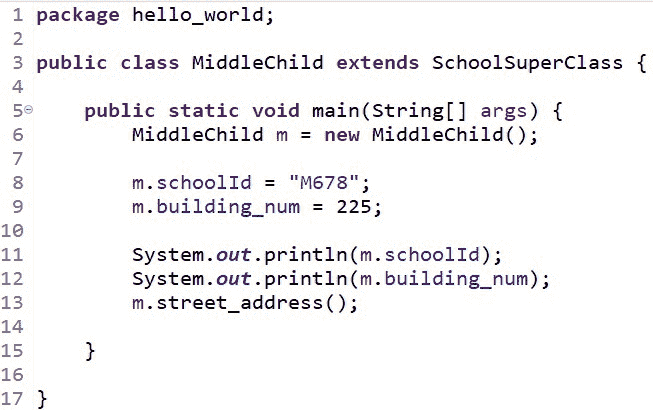 1 package hello_world;
2
3 public class MiddleChild extends SchoolSuperClass {
4
5     public static void main(String[] args) {
6         MiddleChild m = new MiddleChild();
7
8         m.schoolId = "M678";
9         m.building_num = 225;
10
11         System.out.println(m.schoolId);
12         System.out.println(m.building_num);
13         m.street_address();
14
15     }
16
17 }